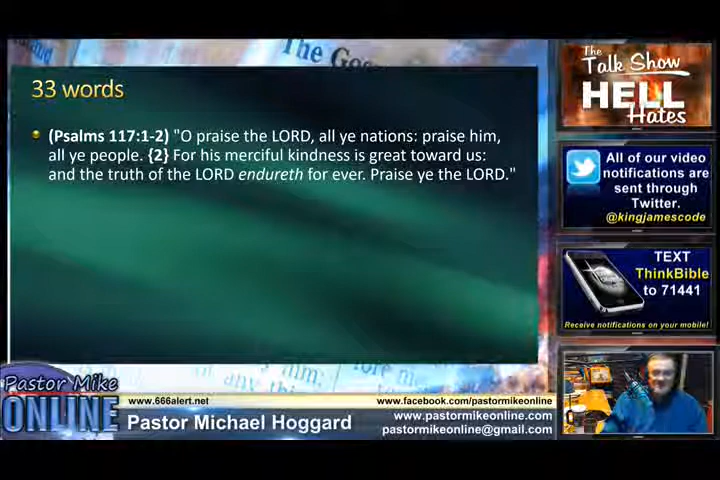 The Go
33 words
(Psalms 117:1-2) "O praise the LORD, all ye nations: praise him,
all ye people. {2} For his merciful kindness is great toward us:
and the truth of the LORD endureth for ever. Praise ye the LORD."
The
Talk Show
HELL
Hates
All of our video
notifications are
sent through
Twitter.
@kingjamescode
TEXT
ThinkBible
to 71441
Receive notifications on your mobile!
Pastor Mike
ONLINE
www.666alert.net
www.facebook.com/pastormikeonline
Pastor Michael Hoggard
www.pastormikeonline.com
pastormikeonline@gmail.com